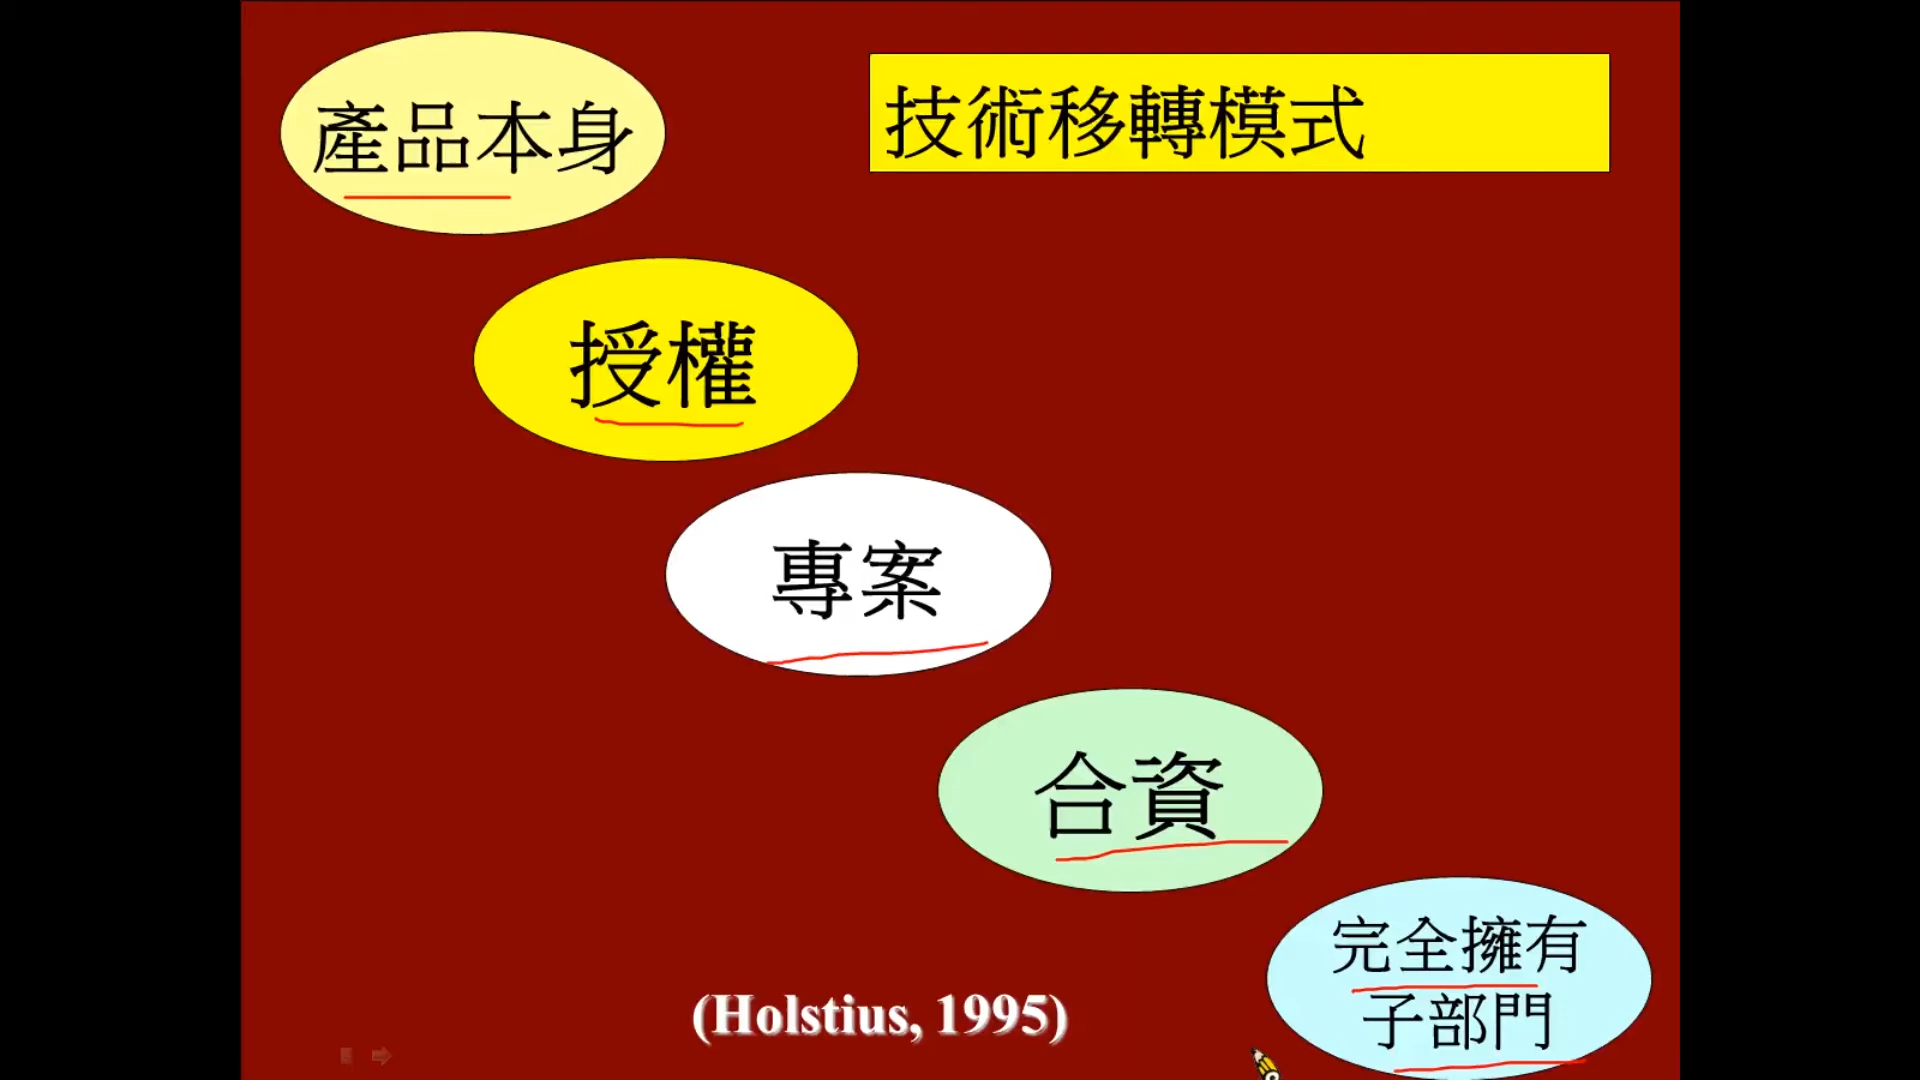 產品本身
技術移轉模式
授權
專案
合資
完全擁有
子部門
(Holstius, 1995)